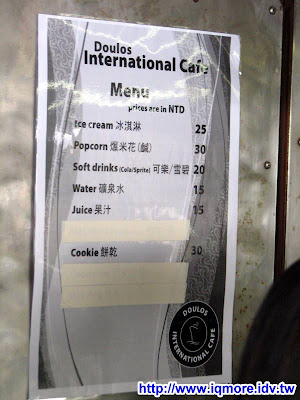 Doulos
International Cafe
Menu
prices are in NTD
Ice cream 冰淇淋 25
Popcorn 爆米花(鹹) 30
Soft drinks (Cola/Sprite) 可樂/雪碧 20
Water 礦泉水 15
Juice 果汁 15
Cookie 餅乾 30
DOULOS
INTERNATIONAL CAFE
http://www.iqmore.idv.tw